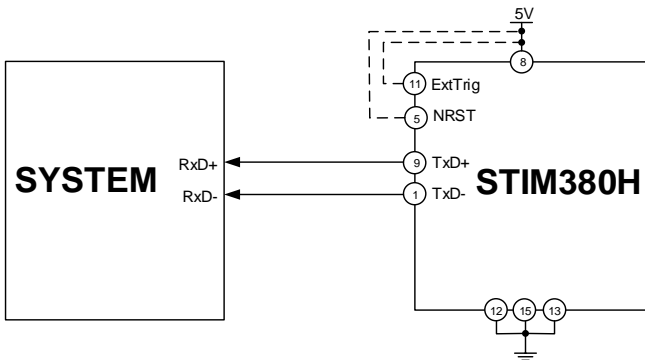 5V
8
11 ExtTrig
5 NRST
RxD+ 9 TxD+
SYSTEM STIM380H
RxD- 1 TxD-
12 15 13